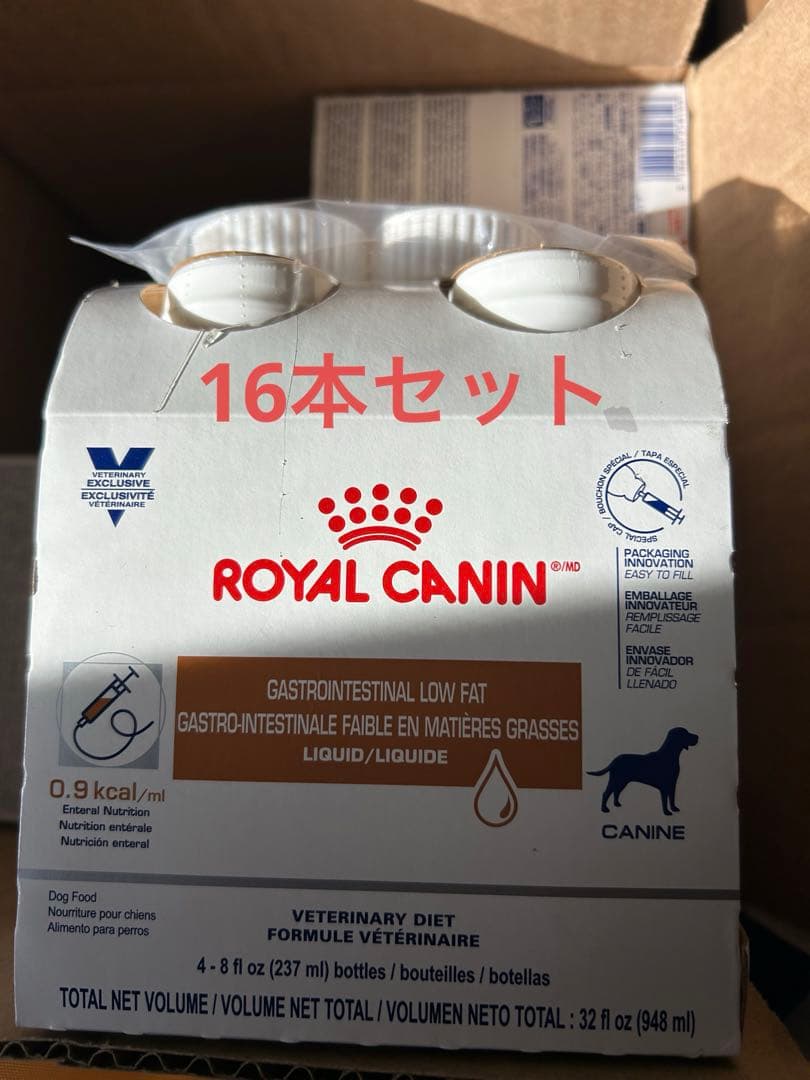 16本セット
VETERINARY
EXCLUSIVE
EXCLUSIVITÉ
VÉTÉRINAIRE
SPECIAL CAP / BOUCHON SPÉCIAL / TAPA ESPECIAL
ROYAL CANIN®/MD
PACKAGING
INNOVATION
EASY TO FILL
EMBALLAGE
INNOVATEUR
REMPLISSAGE
FACILE
ENVASE
INNOVADOR
DE FÁCIL
LLENADO
GASTROINTESTINAL LOW FAT
GASTRO-INTESTINALE FAIBLE EN MATIÈRES GRASSES
LIQUID/LIQUIDE
0.9 kcal/ml
Enteral Nutrition
Nutrition entérale
Nutrición enteral
CANINE
Dog Food
Nourriture pour chiens
Alimento para perros
VETERINARY DIET
FORMULE VÉTÉRINAIRE
4 - 8 fl oz (237 ml) bottles / bouteilles / botellas
TOTAL NET VOLUME / VOLUME NET TOTAL / VOLUMEN NETO TOTAL : 32 fl oz (948 ml)